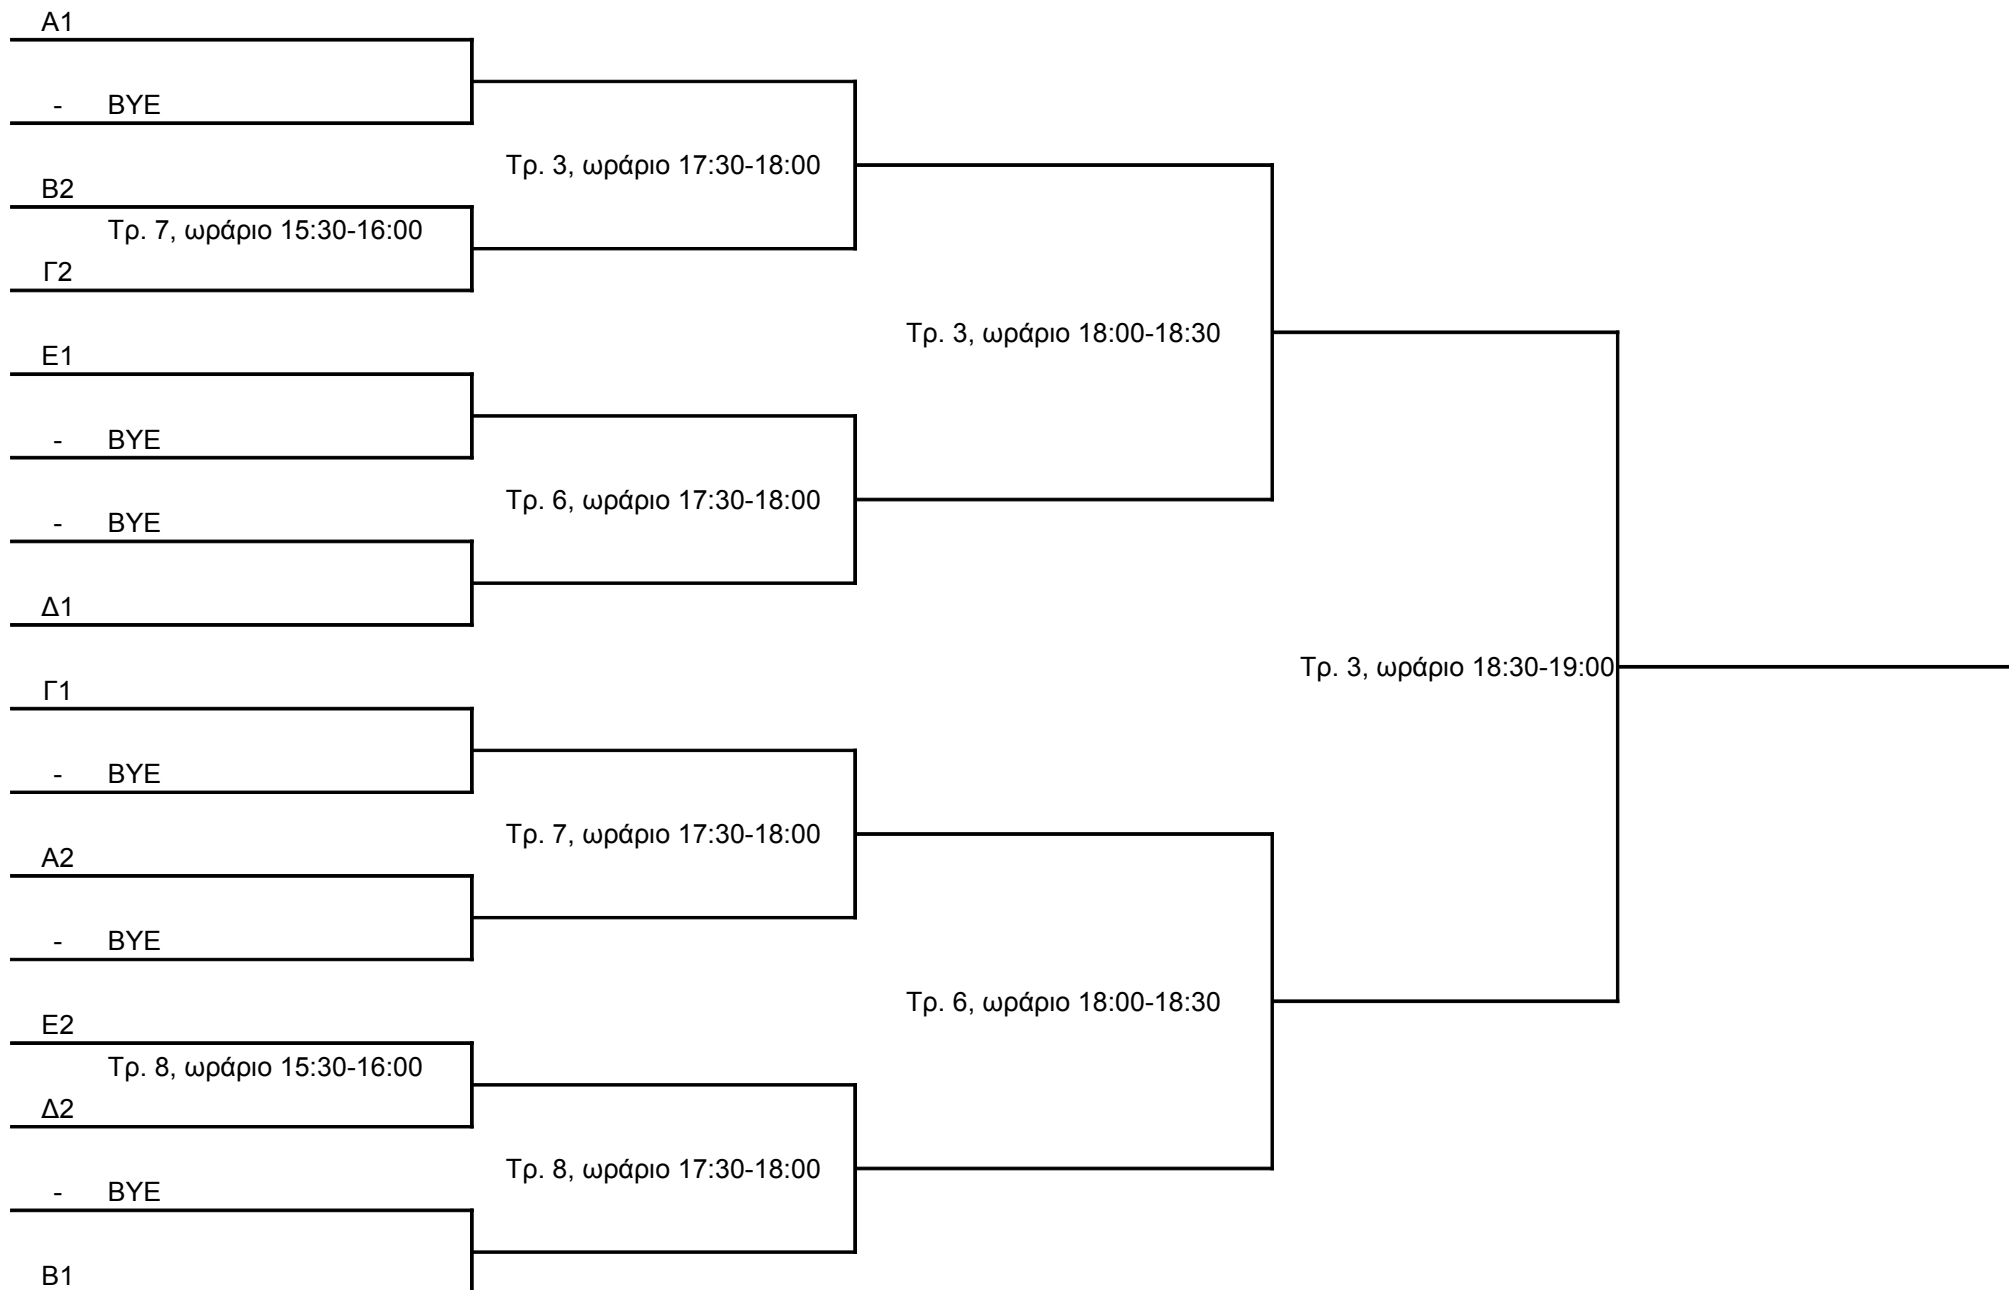 Α1
- BYE
Τρ. 3, ωράριο 17:30-18:00
Β2
Τρ. 7, ωράριο 15:30-16:00
Γ2
Τρ. 3, ωράριο 18:00-18:30
Ε1
- BYE
Τρ. 6, ωράριο 17:30-18:00
- BYE
Δ1
Τρ. 3, ωράριο 18:30-19:00
Γ1
- BYE
Τρ. 7, ωράριο 17:30-18:00
Α2
- BYE
Τρ. 6, ωράριο 18:00-18:30
Ε2
Τρ. 8, ωράριο 15:30-16:00
Δ2
Τρ. 8, ωράριο 17:30-18:00
- BYE
Β1